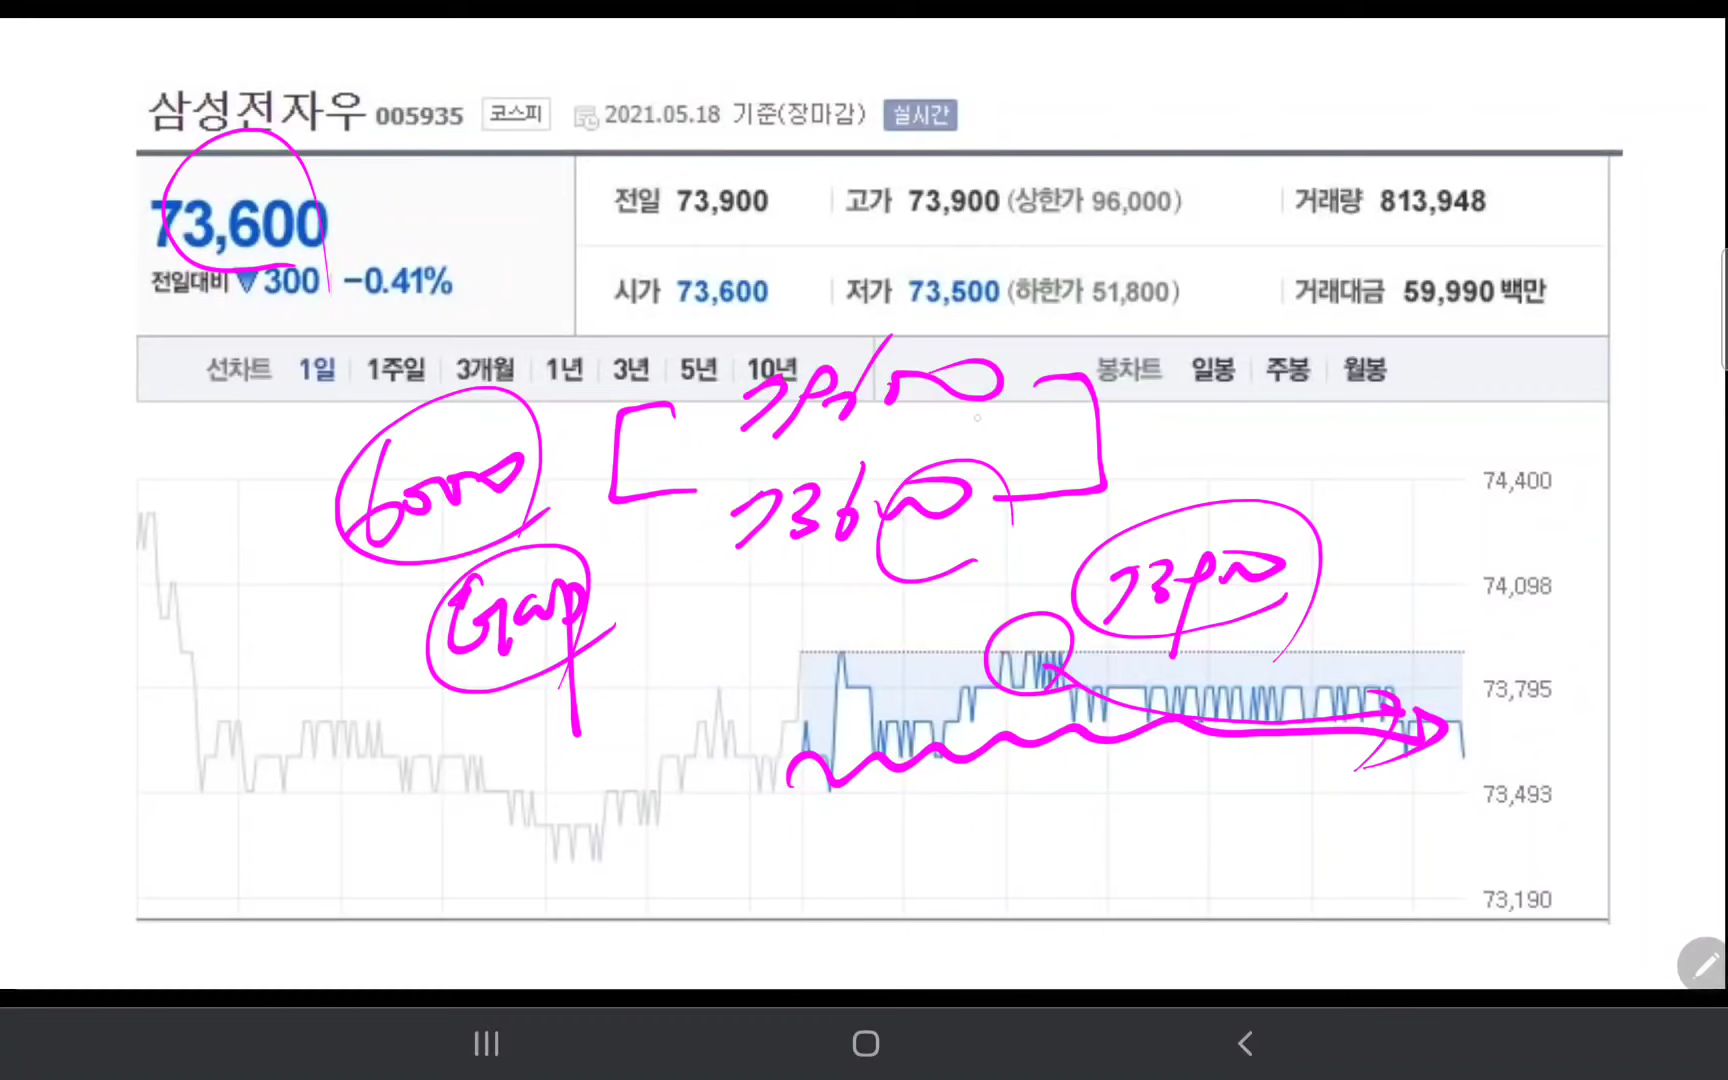 삼성전자우 005935 코스피 2021.05.18 기준(장마감) 실시간
73,600
전일대비 ▼300 -0.41%
전일 73,900 고가 73,900 (상한가 96,000) 거래량 813,948
시가 73,600 저가 73,500 (하한가 51,800) 거래대금 59,990 백만
선차트 1일 1주일 3개월 1년 3년 5년 10년 봉차트 일봉 주봉 월봉
73600
Gap
73900
74,400
74,098
73,795
73,493
73,190